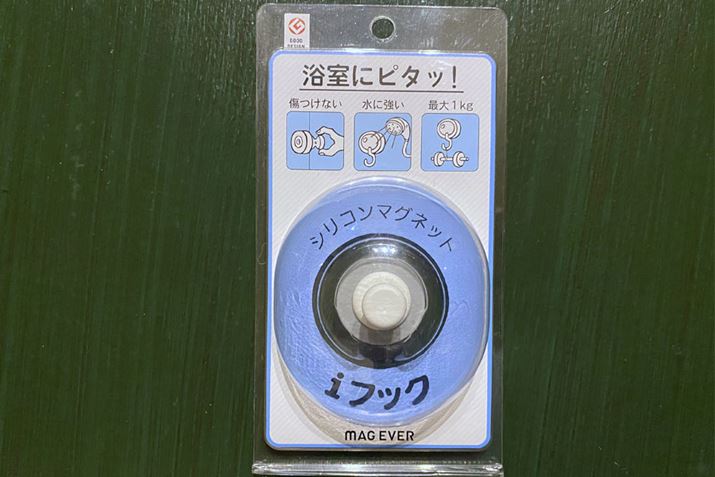 GOOD
DESIGN
浴室にピタッ!
傷つけない 水に強い 最大1kg
シリコンマグネット
iフック
MAG EVER